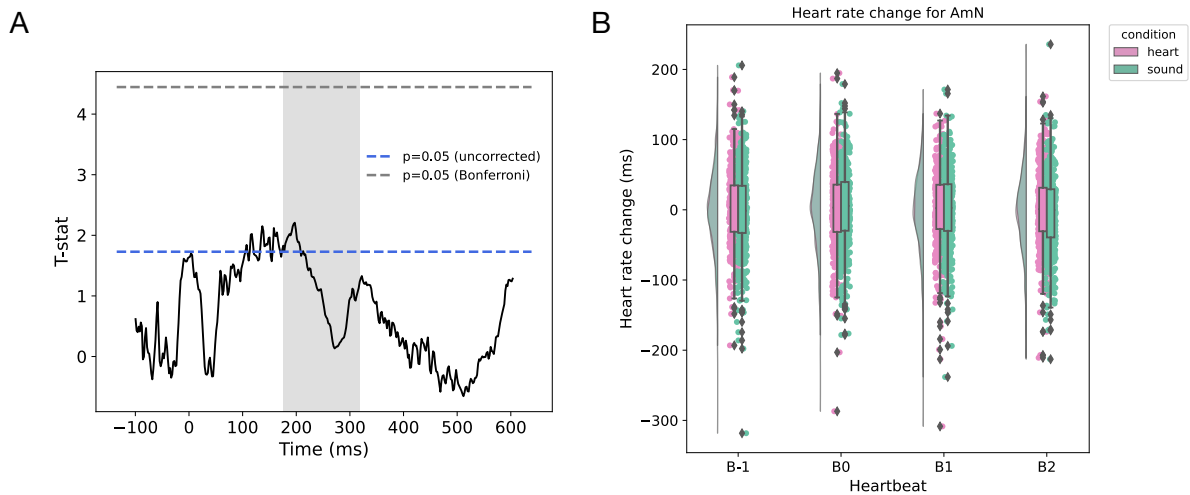 A
T-stat
4
3
2
1
0
p=0.05 (uncorrected)
p=0.05 (Bonferroni)
−100 0 100 200 300 400 500 600
Time (ms)
B
Heart rate change for AmN
condition
heart
sound
Heart rate change (ms)
200
100
0
−100
−200
−300
B-1 B0 B1 B2
Heartbeat